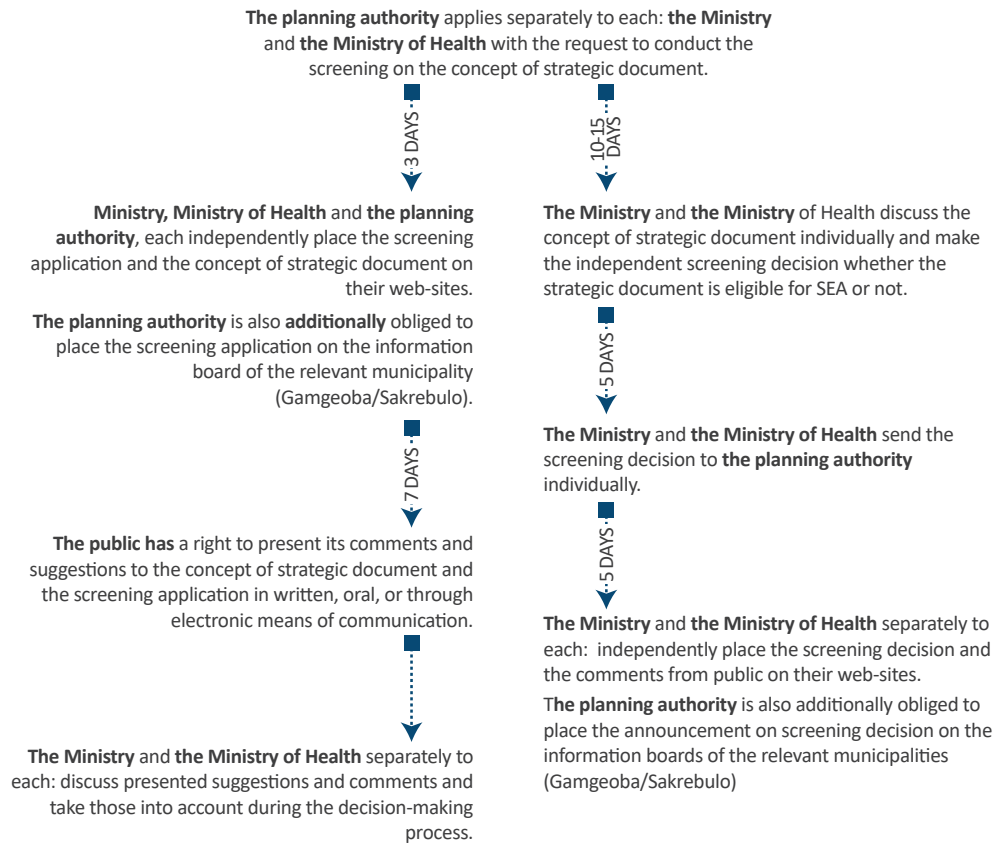 The planning authority applies separately to each: the Ministry
and the Ministry of Health with the request to conduct the
screening on the concept of strategic document.
3 DAYS
Ministry, Ministry of Health and the planning
authority, each independently place the screening
application and the concept of strategic document on
their web-sites.
The planning authority is also additionally obliged to
place the screening application on the information
board of the relevant municipality
(Gamgeoba/Sakrebulo).
7 DAYS
The public has a right to present its comments and
suggestions to the concept of strategic document and
the screening application in written, oral, or through
electronic means of communication.
The Ministry and the Ministry of Health separately to
each: discuss presented suggestions and comments and
take those into account during the decision-making
process.
10-15
DAYS
The Ministry and the Ministry of Health discuss the
concept of strategic document individually and make
the independent screening decision whether the
strategic document is eligible for SEA or not.
5 DAYS
The Ministry and the Ministry of Health send the
screening decision to the planning authority
individually.
5 DAYS
The Ministry and the Ministry of Health separately to
each: independently place the screening decision and
the comments from public on their web-sites.
The planning authority is also additionally obliged to
place the announcement on screening decision on the
information boards of the relevant municipalities
(Gamgeoba/Sakrebulo)